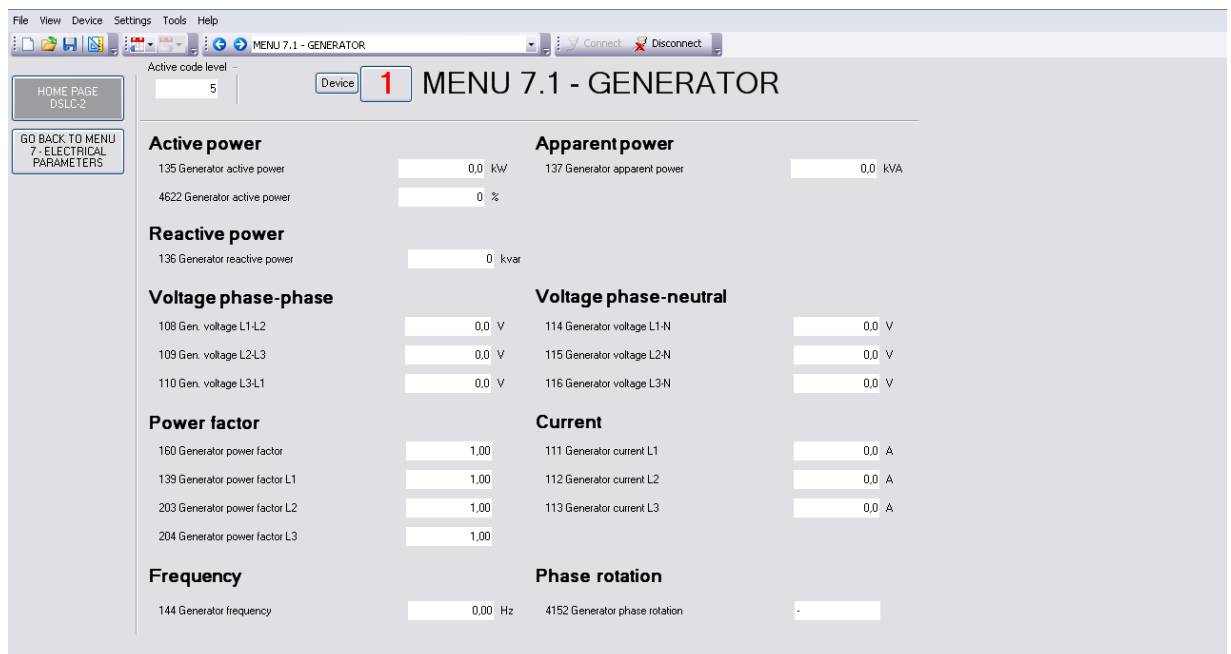 File View Device Settings Tools Help
MENU 7.1 - GENERATOR Connect Disconnect
Active code level
5
Device 1 MENU 7.1 - GENERATOR
HOME PAGE
DSLC-2
GO BACK TO MENU
7 - ELECTRICAL
PARAMETERS
Active power
135 Generator active power 0,0 kW
4622 Generator active power 0 %
Apparent power
137 Generator apparent power 0,0 kVA
Reactive power
136 Generator reactive power 0 kvar
Voltage phase-phase
108 Gen. voltage L1-L2 0,0 V
109 Gen. voltage L2-L3 0,0 V
110 Gen. voltage L3-L1 0,0 V
Voltage phase-neutral
114 Generator voltage L1-N 0,0 V
115 Generator voltage L2-N 0,0 V
116 Generator voltage L3-N 0,0 V
Power factor
160 Generator power factor 1,00
139 Generator power factor L1 1,00
203 Generator power factor L2 1,00
204 Generator power factor L3 1,00
Current
111 Generator current L1 0,0 A
112 Generator current L2 0,0 A
113 Generator current L3 0,0 A
Frequency
144 Generator frequency 0,00 Hz
Phase rotation
4152 Generator phase rotation -